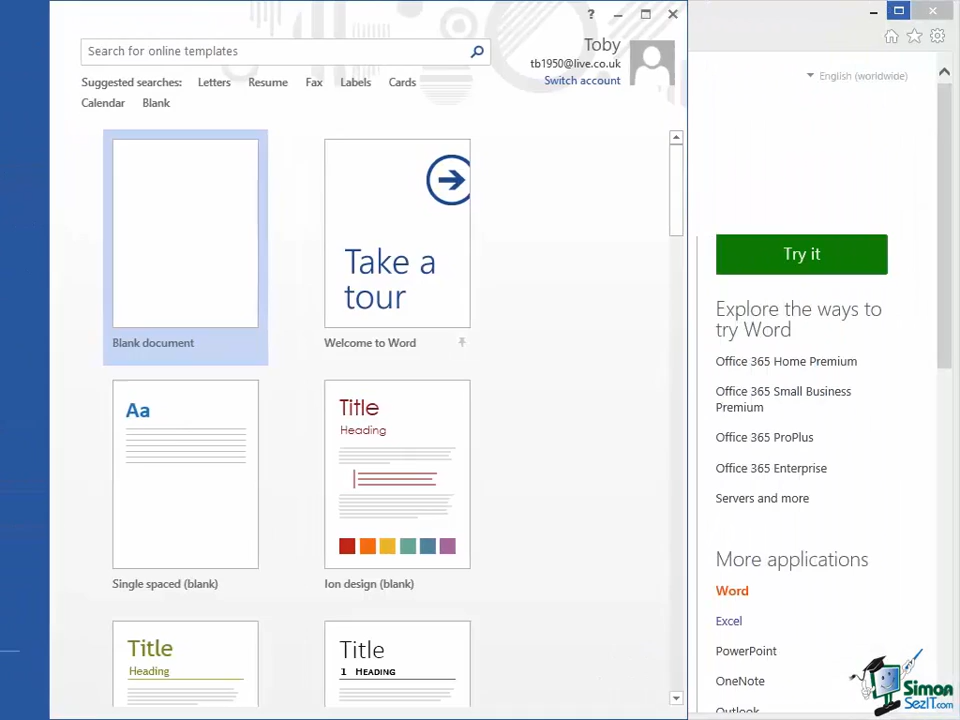 ?
Search for online templates
Toby
tb1950@live.co.uk
Switch account
Suggested searches: Letters Resume Fax Labels Cards
Calendar Blank
Take a
tour
Blank document
Welcome to Word
Aa
Title
Heading
Single spaced (blank)
Ion design (blank)
Title
Heading
Title
1 HEADING
English (worldwide)
Try it
Explore the ways to
try Word
Office 365 Home Premium
Office 365 Small Business
Premium
Office 365 ProPlus
Office 365 Enterprise
Servers and more
More applications
Word
Excel
PowerPoint
OneNote
Outlook
Simon
SezIT.com